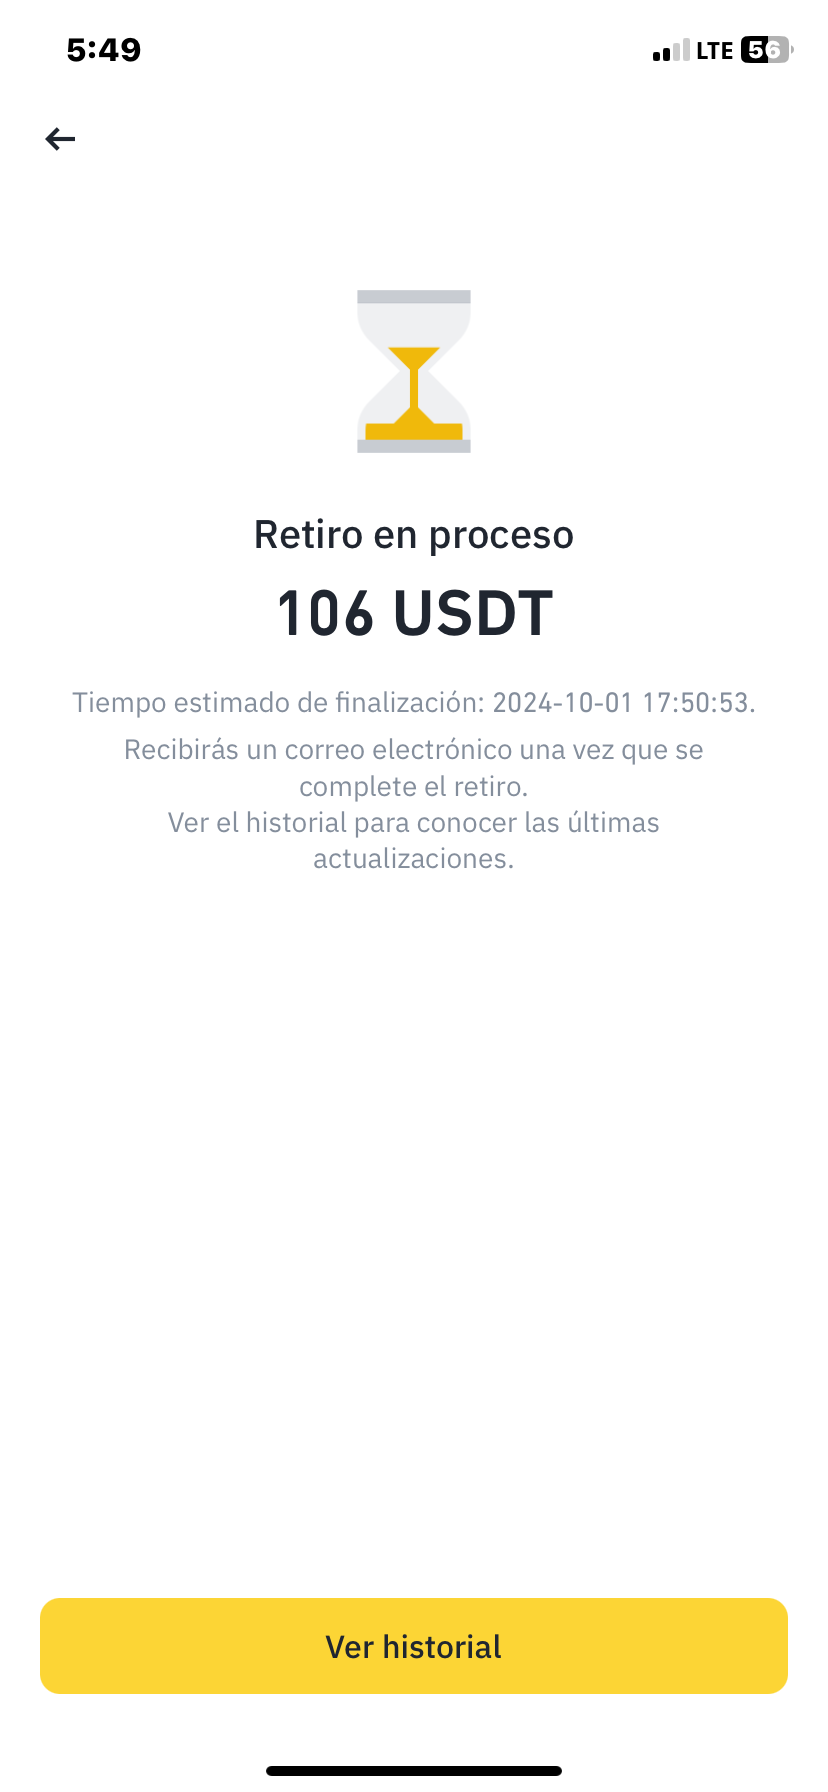 5:49
LTE 56
Retiro en proceso
106 USDT
Tiempo estimado de finalización: 2024-10-01 17:50:53.
Recibirás un correo electrónico una vez que se
complete el retiro.
Ver el historial para conocer las últimas
actualizaciones.
Ver historial